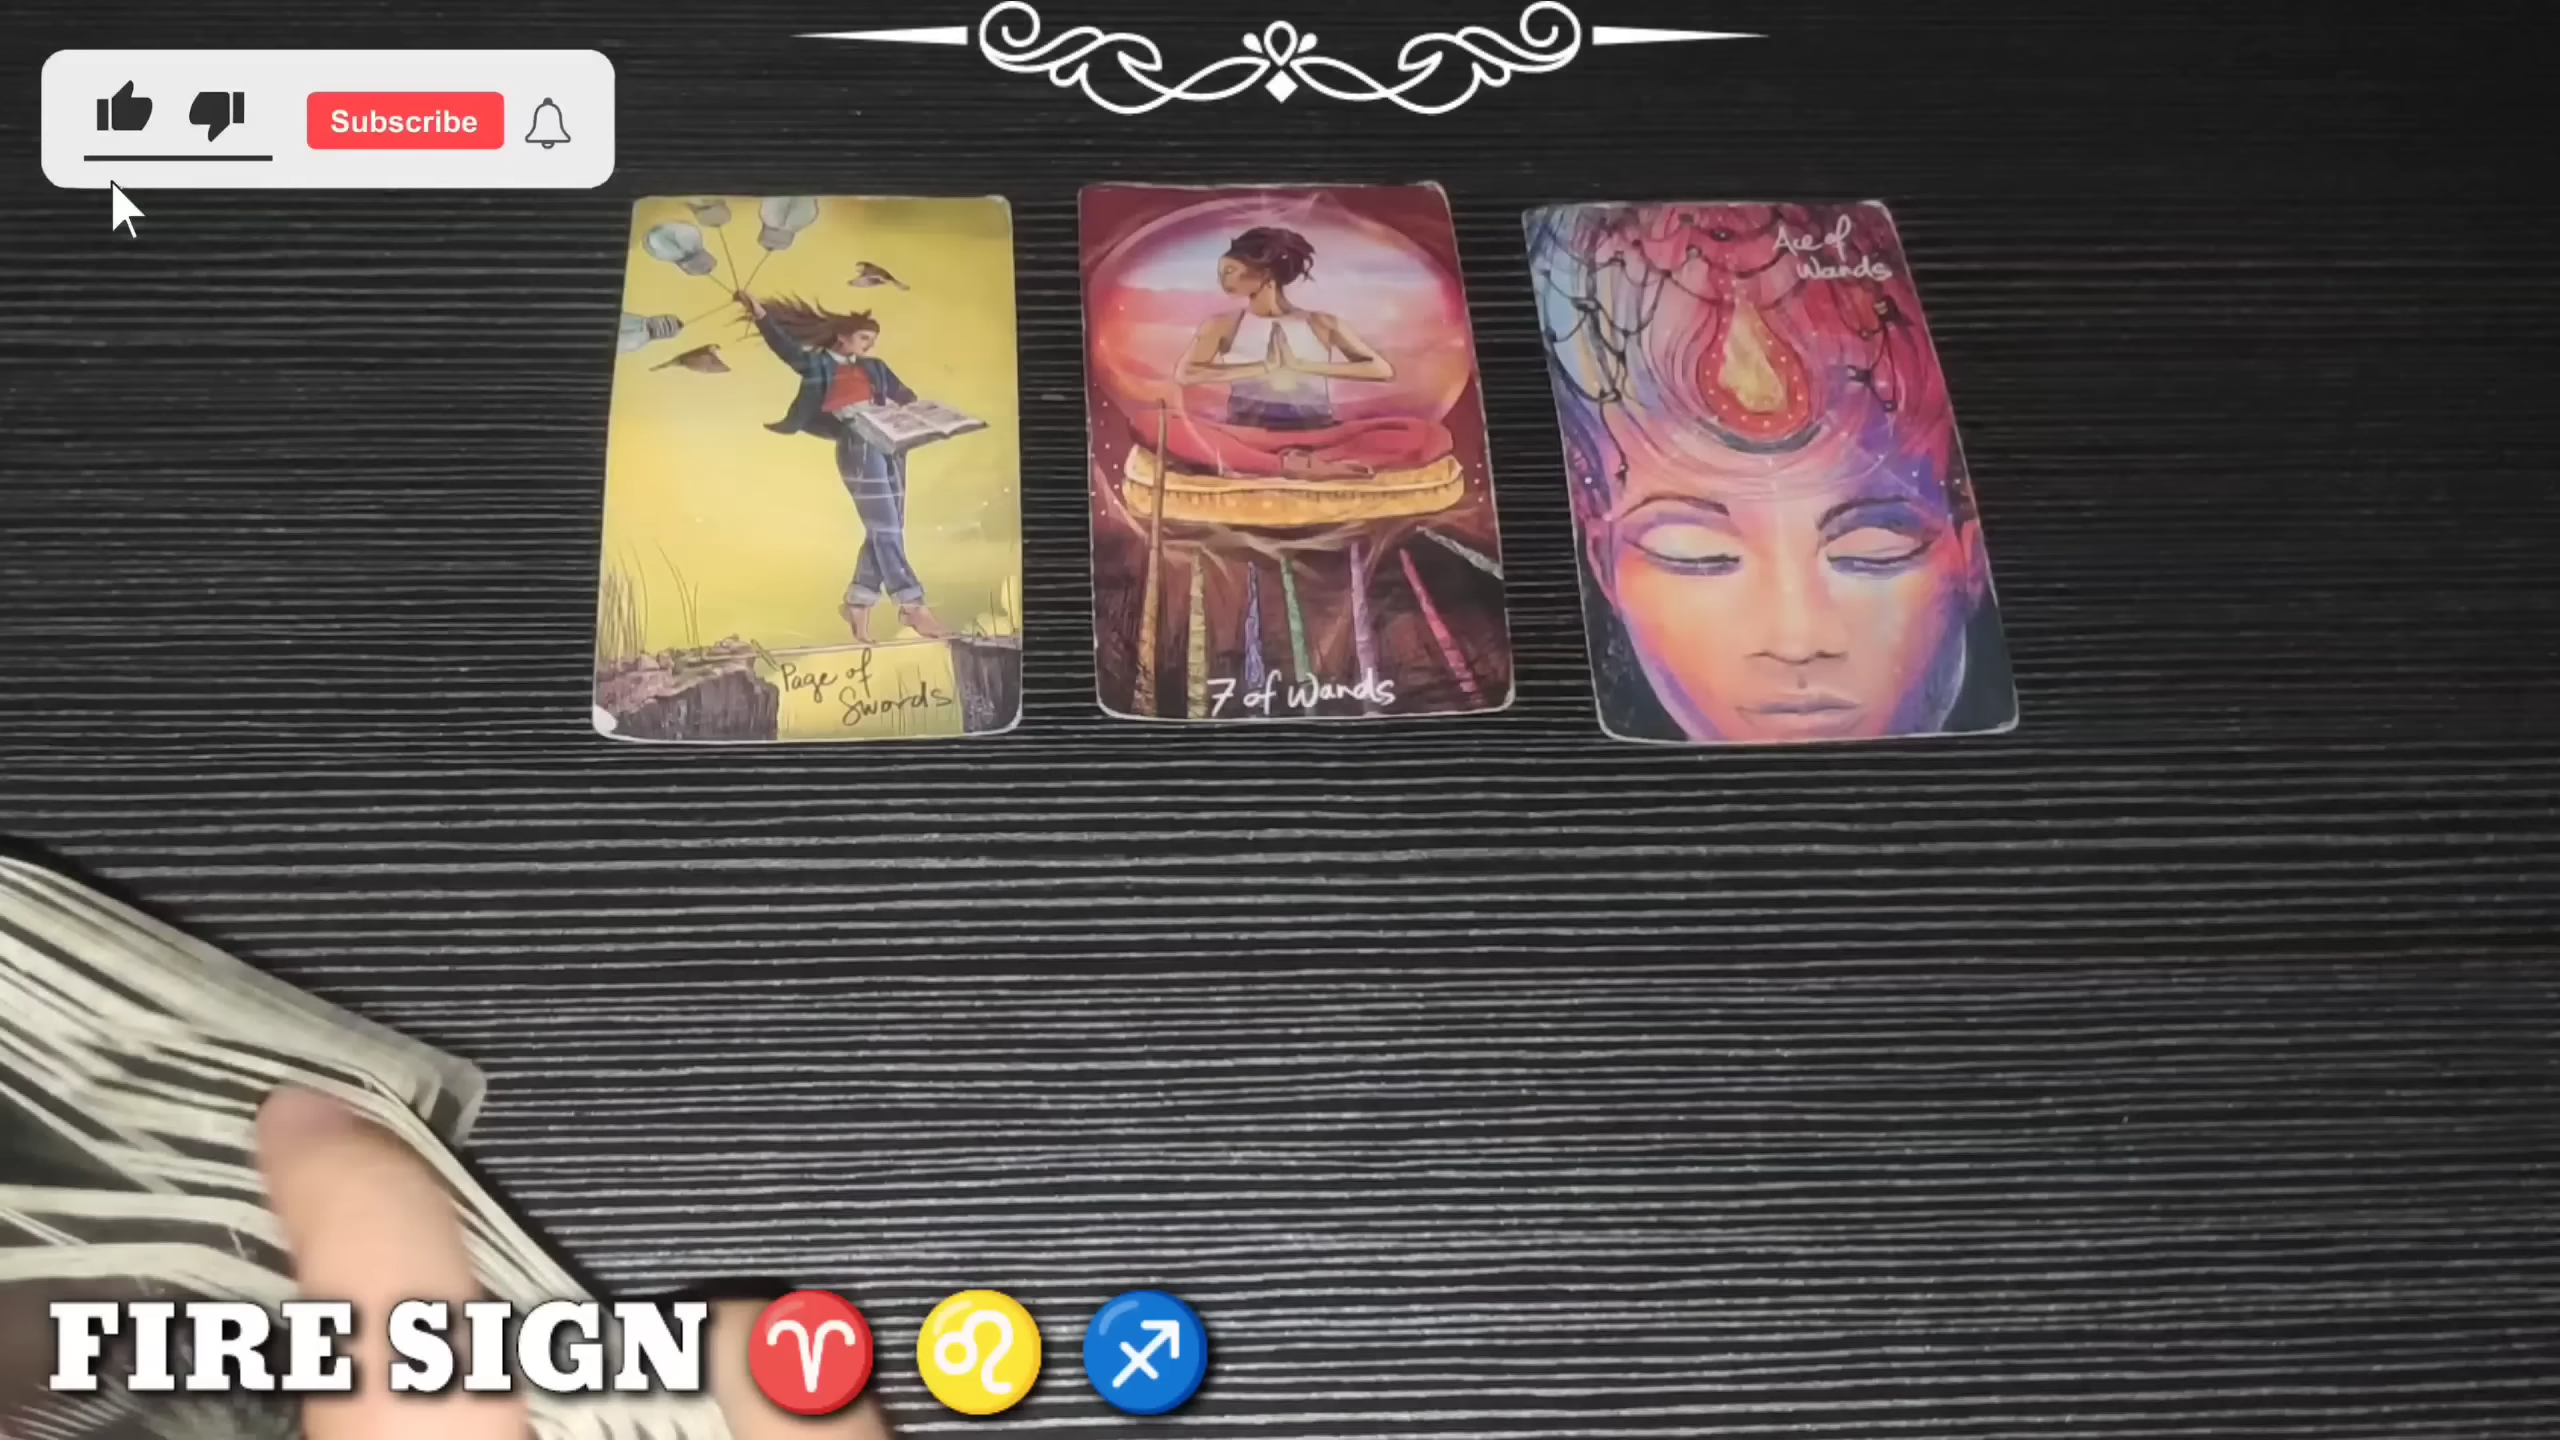 Subscribe
Ace of
Wands
Page of
Swords
7 of Wands
FIRE SIGN